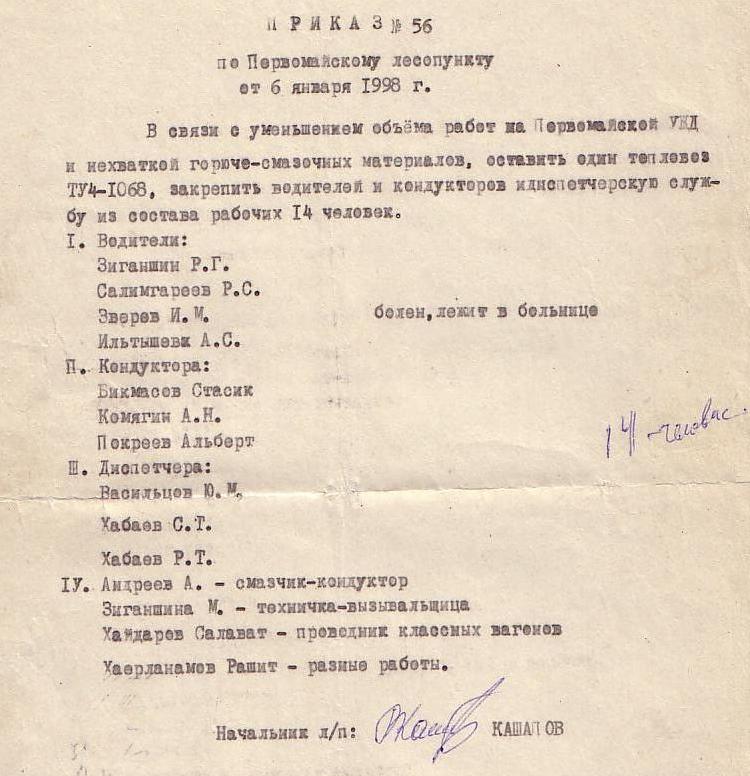 ПРИКАЗ № 56
по Первомайскому лесопункту
от 6 января 1998 г.
В связи с уменьшением объёма работ на Первомайской УЖД
и нехваткой горюче-смазочных материалов, оставить один тепловоз
ТУ4-1068, закрепить водителей и кондукторов идиспетчерскую служ-
бу из состава рабочих 14 человек.
I. Водители:
Зиганшин Р.Г.
Салимгареев Р.С.
Зверев И.М. болен,лежит в больнице
Ильтышевк А.С.
П. Кондуктора:
Бикмасов Стасик
Комягин А.Н.
Покреев Альберт
14 -человек.
Ш. Диспетчера:
Васильцов Ю.М.
Хабаев С.Т.
Хабаев Р.Т.
IУ. Андреев А. - смазчик-кондуктор
Зиганшина М. - техничка-вызывальщица
Хайдаров Салават - проводник классных вагонов
Хаерланамов Рашит - разные работы.
Начальник л/п: КАШАПОВ